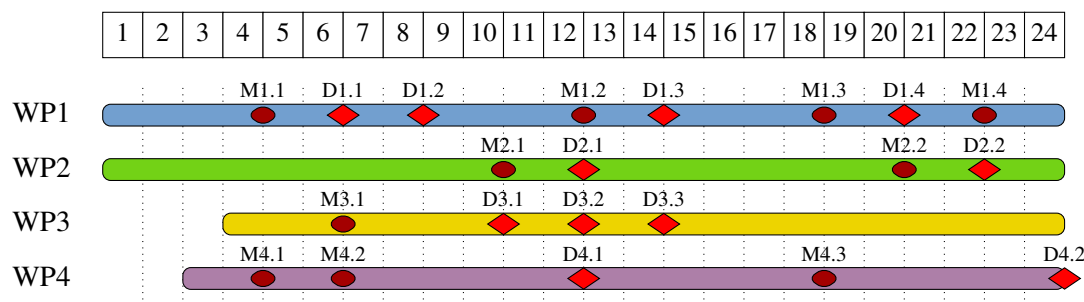 1 2 3 4 5 6 7 8 9 10 11 12 13 14 15 16 17 18 19 20 21 22 23 24
M1.1 D1.1 D1.2 M1.2 D1.3 M1.3 D1.4 M1.4
WP1
M2.1 D2.1 M2.2 D2.2
WP2
M3.1 D3.1 D3.2 D3.3
WP3
M4.1 M4.2 D4.1 M4.3 D4.2
WP4